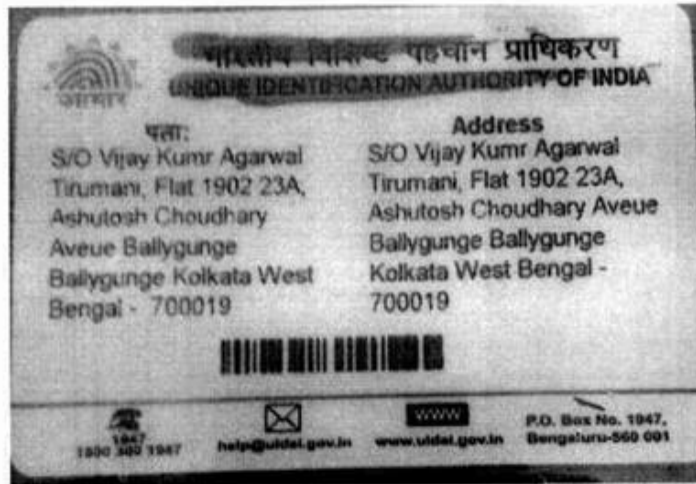 भारतीय विशिष्ट पहचान प्राधिकरण
UNIQUE IDENTIFICATION AUTHORITY OF INDIA
आधार
पता:
S/O Vijay Kumr Agarwal
Tirumani, Flat 1902 23A,
Ashutosh Choudhary
Aveue Ballygunge
Ballygunge Kolkata West
Bengal - 700019
Address
S/O Vijay Kumr Agarwal
Tirumani, Flat 1902 23A,
Ashutosh Choudhary Aveue
Ballygunge Ballygunge
Kolkata West Bengal -
700019
1947
1800 300 1947
help@uidai.gov.in
WWW
www.uidai.gov.in
P.O. Box No. 1947,
Bengaluru-560 001